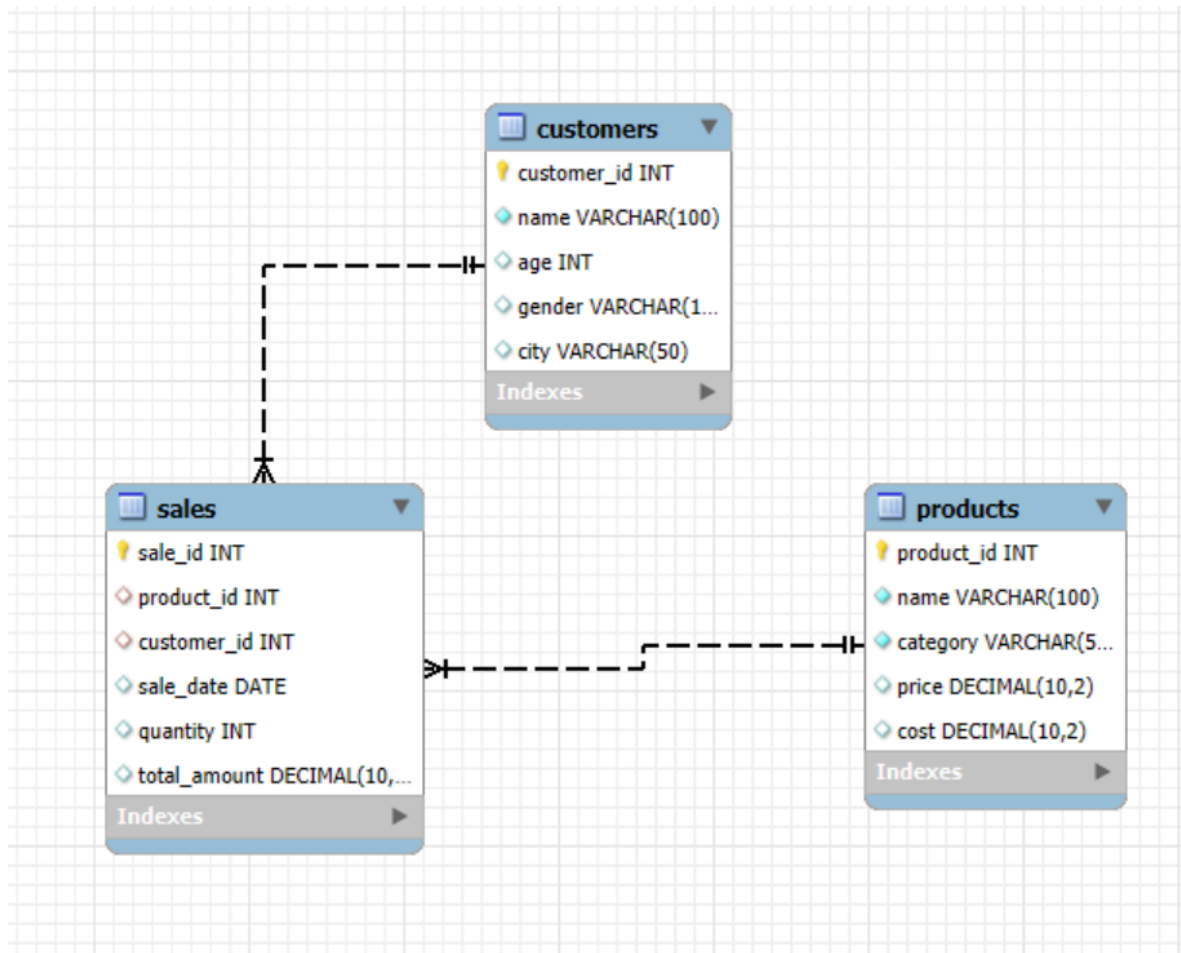 customers
customer_id INT
name VARCHAR(100)
age INT
gender VARCHAR(1...
city VARCHAR(50)
Indexes
sales
sale_id INT
product_id INT
customer_id INT
sale_date DATE
quantity INT
total_amount DECIMAL(10,...
Indexes
products
product_id INT
name VARCHAR(100)
category VARCHAR(5...
price DECIMAL(10,2)
cost DECIMAL(10,2)
Indexes